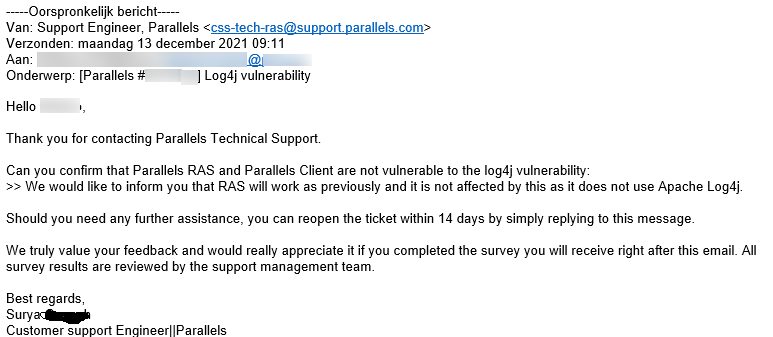 -----Oorspronkelijk bericht-----
Van: Support Engineer, Parallels <css-tech-ras@support.parallels.com>
Verzonden: maandag 13 december 2021 09:11
Aan: @
Onderwerp: [Parallels # ] Log4j vulnerability
Hello ,
Thank you for contacting Parallels Technical Support.
Can you confirm that Parallels RAS and Parallels Client are not vulnerable to the log4j vulnerability:
>> We would like to inform you that RAS will work as previously and it is not affected by this as it does not use Apache Log4j.
Should you need any further assistance, you can reopen the ticket within 14 days by simply replying to this message.
We truly value your feedback and would really appreciate it if you completed the survey you will receive right after this email. All
survey results are reviewed by the support management team.
Best regards,
Surya
Customer support Engineer||Parallels